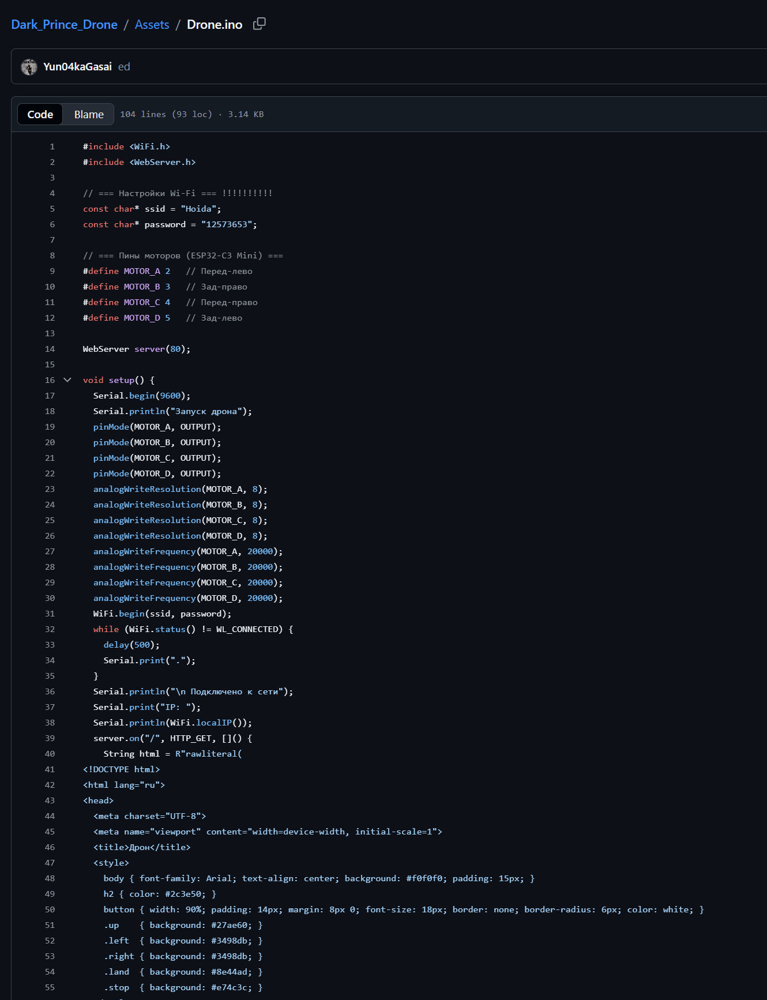 Dark_Prince_Drone / Assets / Drone.ino
Yun04kaGasai ed
Code Blame 104 lines (93 loc) · 3.14 KB
1 #include <WiFi.h>
2 #include <WebServer.h>
3
4 // === Настройки Wi-Fi === !!!!!!!!!!
5 const char* ssid = "Hoida";
6 const char* password = "12573653";
7
8 // === Пины моторов (ESP32-C3 Mini) ===
9 #define MOTOR_A 2   // Перед-лево
10 #define MOTOR_B 3   // Зад-право
11 #define MOTOR_C 4   // Перед-право
12 #define MOTOR_D 5   // Зад-лево
13
14 WebServer server(80);
15
16 void setup() {
17   Serial.begin(9600);
18   Serial.println("Запуск дрона");
19   pinMode(MOTOR_A, OUTPUT);
20   pinMode(MOTOR_B, OUTPUT);
21   pinMode(MOTOR_C, OUTPUT);
22   pinMode(MOTOR_D, OUTPUT);
23   analogWriteResolution(MOTOR_A, 8);
24   analogWriteResolution(MOTOR_B, 8);
25   analogWriteResolution(MOTOR_C, 8);
26   analogWriteResolution(MOTOR_D, 8);
27   analogWriteFrequency(MOTOR_A, 20000);
28   analogWriteFrequency(MOTOR_B, 20000);
29   analogWriteFrequency(MOTOR_C, 20000);
30   analogWriteFrequency(MOTOR_D, 20000);
31   WiFi.begin(ssid, password);
32   while (WiFi.status() != WL_CONNECTED) {
33     delay(500);
34     Serial.print(".");
35   }
36   Serial.println("\n Подключено к сети");
37   Serial.print("IP: ");
38   Serial.println(WiFi.localIP());
39   server.on("/", HTTP_GET, []() {
40     String html = R"rawliteral(
41 <!DOCTYPE html>
42 <html lang="ru">
43 <head>
44   <meta charset="UTF-8">
45   <meta name="viewport" content="width=device-width, initial-scale=1">
46   <title>Дрон</title>
47   <style>
48     body { font-family: Arial; text-align: center; background: #f0f0f0; padding: 15px; }
49     h2 { color: #2c3e50; }
50     button { width: 90%; padding: 14px; margin: 8px 0; font-size: 18px; border: none; border-radius: 6px; color: white; }
51     .up    { background: #27ae60; }
52     .left  { background: #3498db; }
53     .right { background: #3498db; }
54     .land  { background: #8e44ad; }
55     .stop  { background: #e74c3c; }